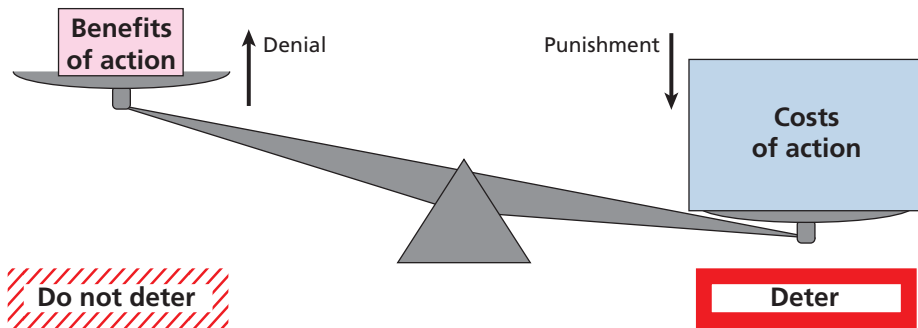 Benefits
of action
Denial
Punishment
Costs
of action
Do not deter
Deter